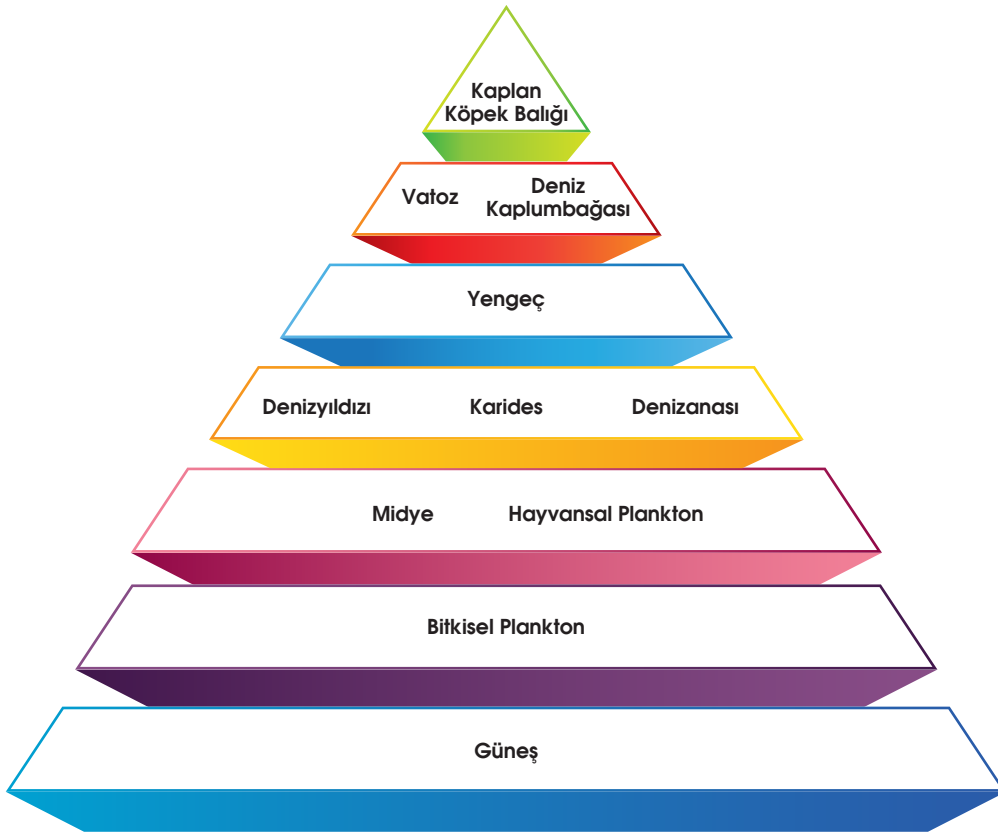 Kaplan
Köpek Balığı
Vatoz
Deniz
Kaplumbağası
Yengeç
Denizyıldızı Karides Denizanası
Midye Hayvansal Plankton
Bitkisel Plankton
Güneş